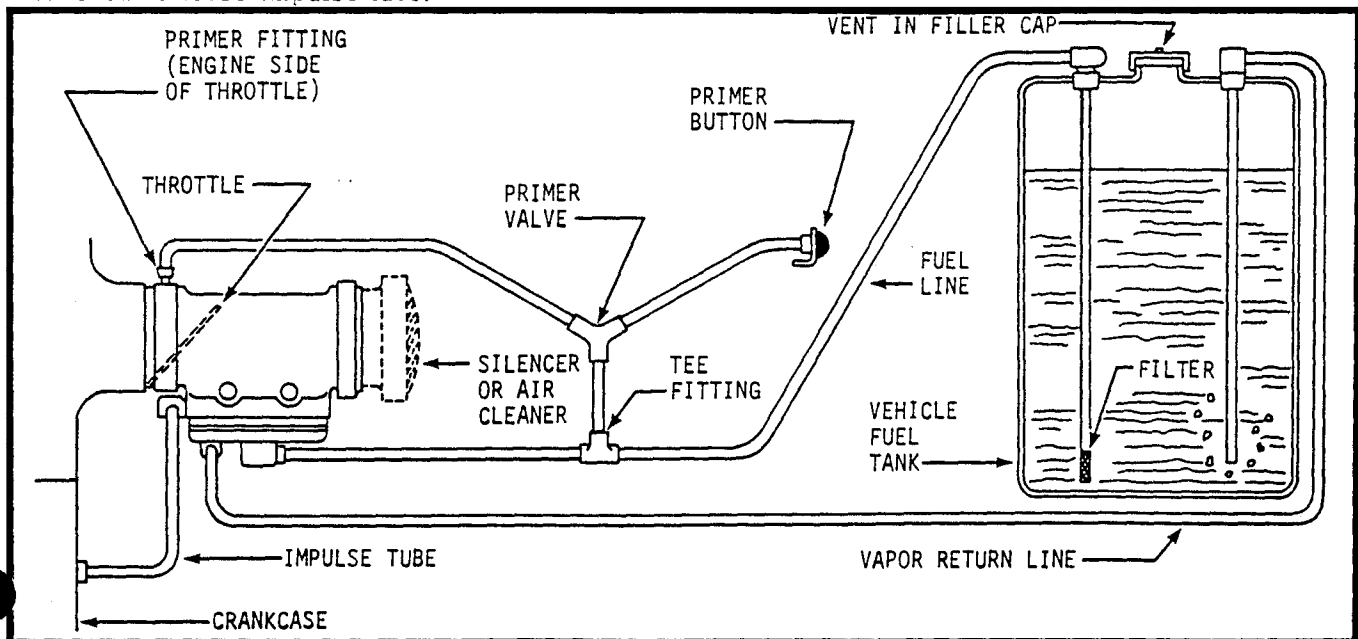 VENT IN FILLER CAP
PRIMER FITTING
(ENGINE SIDE
OF THROTTLE)
PRIMER
BUTTON
THROTTLE
PRIMER
VALVE
FUEL
LINE
SILENCER
OR AIR
CLEANER
TEE
FITTING
FILTER
VEHICLE
FUEL
TANK
IMPULSE TUBE
VAPOR RETURN LINE
CRANKCASE